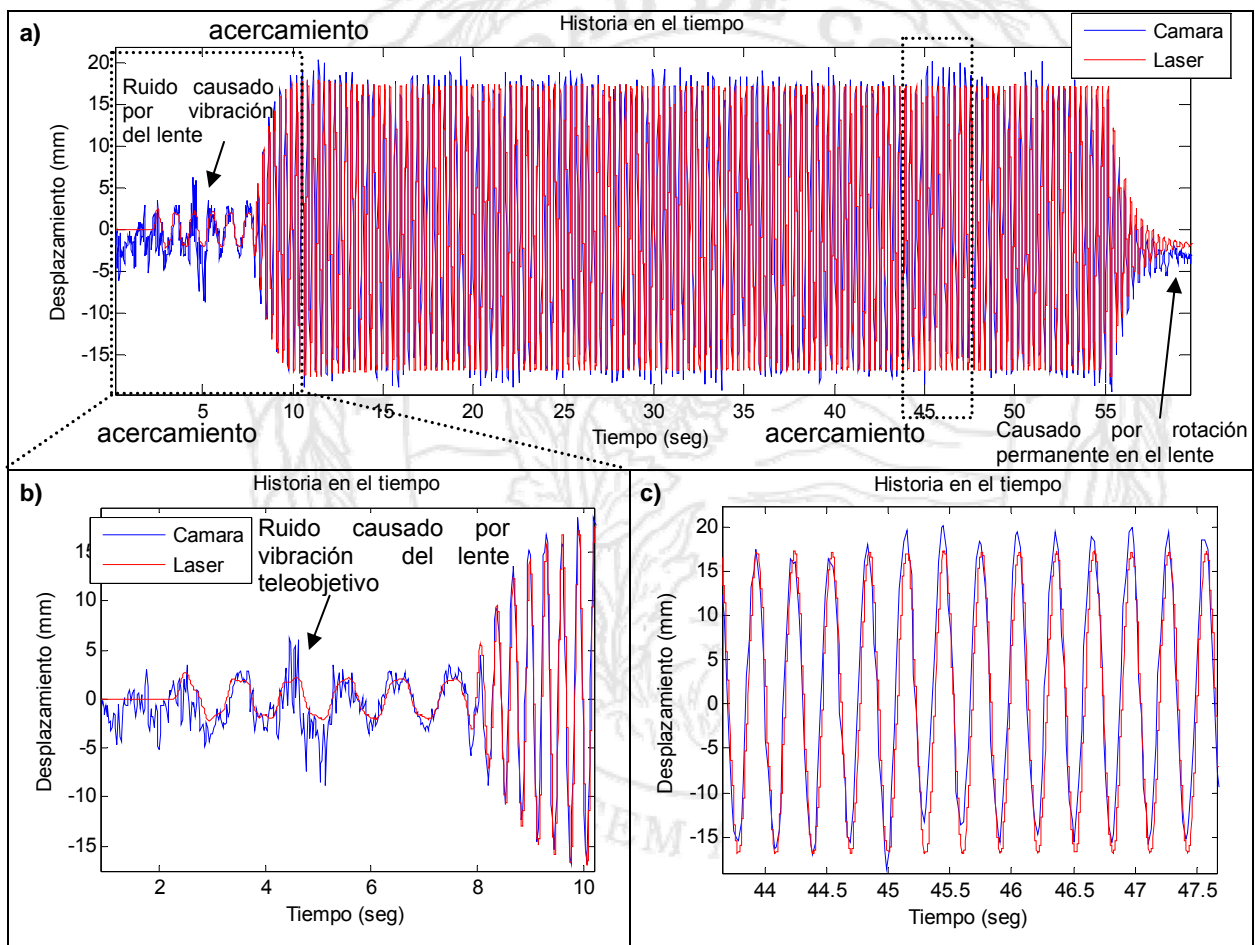 a)
acercamiento
Historia en el tiempo
Camara
Laser
Ruido causado
por vibración
del lente
Desplazamiento (mm)
20
15
10
5
0
-5
-10
-15
5
10
15
20
25
30
35
40
45
50
55
Tiempo (seg)
acercamiento
acercamiento
Causado por rotación
permanente en el lente
b)
Historia en el tiempo
Camara
Laser
Ruido causado por
vibración del lente
teleobjetivo
Desplazamiento (mm)
15
10
5
0
-5
-10
-15
2
4
6
8
10
Tiempo (seg)
c)
Historia en el tiempo
Desplazamiento (mm)
20
15
10
5
0
-5
-10
-15
44
44.5
45
45.5
46
46.5
47
47.5
Tiempo (seg)